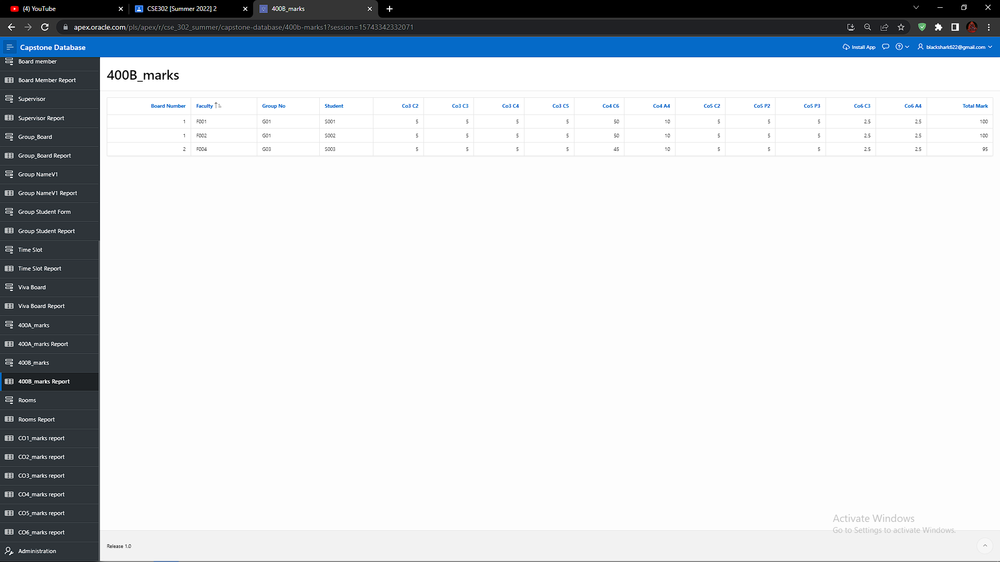 (4) YouTube
CSE302 [Summer 2022] 2
400B_marks
apex.oracle.com/pls/apex/r/cse_302_summer/capstone-database/400b-marks1?session=15743342332071
Capstone Database
Install App
blackshark622@gmail.com
Board member
Board Member Report
Supervisor
Supervisor Report
Group_Board
Group_Board Report
Group NameV1
Group NameV1 Report
Group Student Form
Group Student Report
Time Slot
Time Slot Report
Viva Board
Viva Board Report
400A_marks
400A_marks Report
400B_marks
400B_marks Report
Rooms
Rooms Report
CO1_marks report
CO2_marks report
CO3_marks report
CO4_marks report
CO5_marks report
CO6_marks report
Administration
400B_marks
Board Number Faculty Group No Student Co3 C2 Co3 C3 Co3 C4 Co3 C5 Co4 C6 Co4 A4 Co5 C2 Co5 P2 Co5 P3 Co6 C3 Co6 A4 Total Mark
1 F001 G01 S001 5 5 5 5 50 10 5 5 5 2.5 2.5 100
1 F002 G01 S002 5 5 5 5 50 10 5 5 5 2.5 2.5 100
2 F004 G03 S003 5 5 5 5 45 10 5 5 5 2.5 2.5 95
Activate Windows
Go to Settings to activate Windows.
Release 1.0